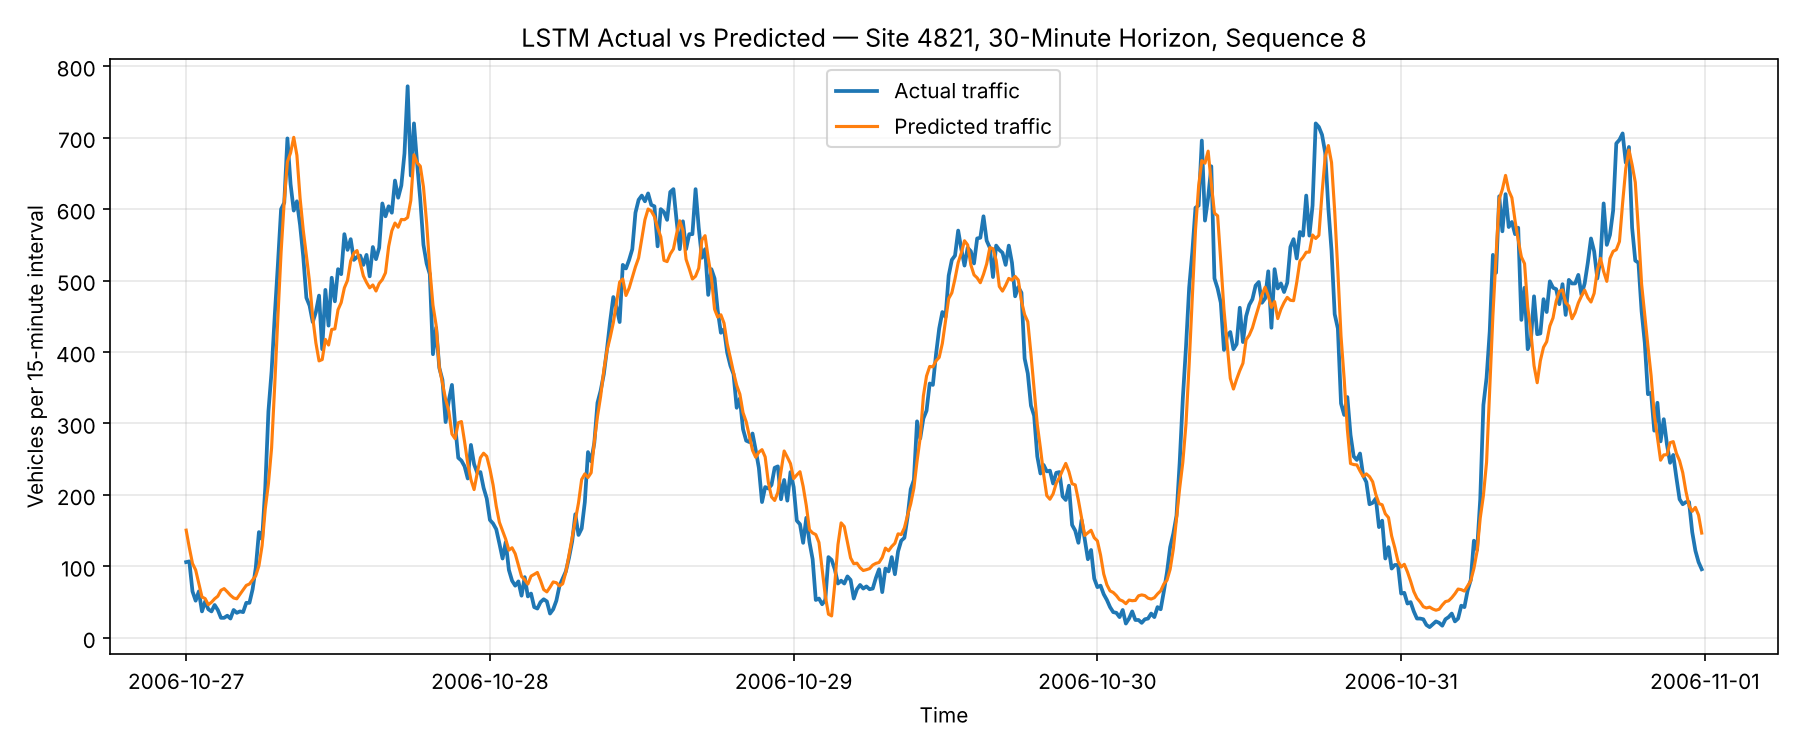 LSTM Actual vs Predicted — Site 4821, 30-Minute Horizon, Sequence 8
Actual traffic
Predicted traffic
Vehicles per 15-minute interval
800
700
600
500
400
300
200
100
0
2006-10-27 2006-10-28 2006-10-29 2006-10-30 2006-10-31 2006-11-01
Time